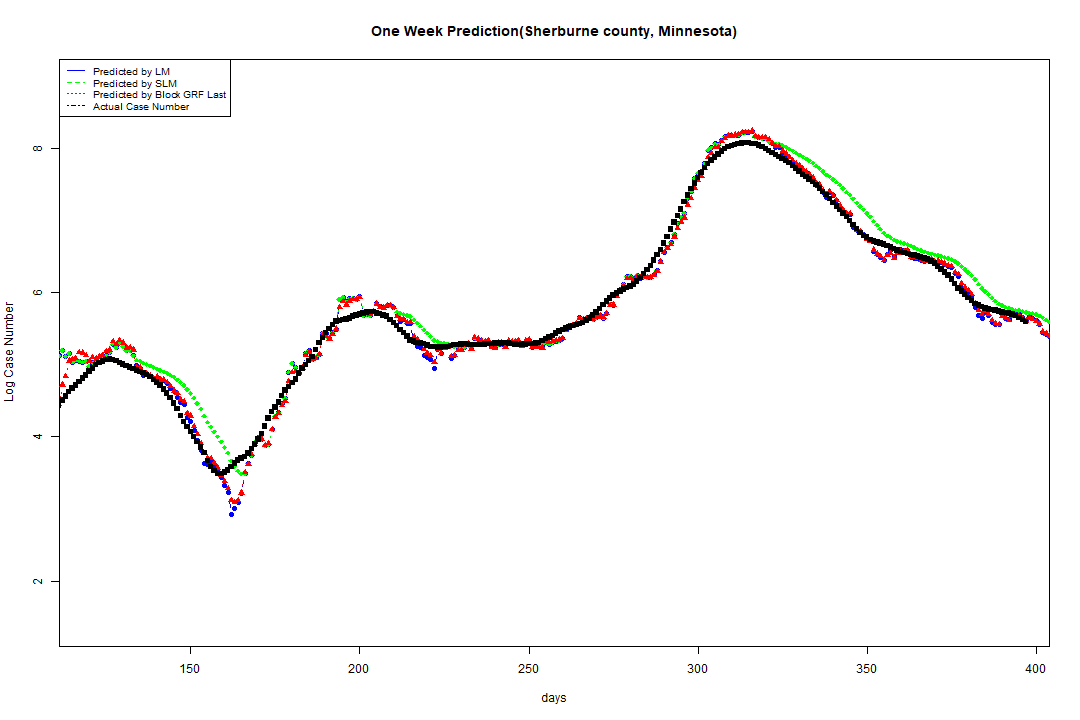 One Week Prediction(Sherburne county, Minnesota)
Predicted by LM
Predicted by SLM
Predicted by Block GRF Last
Actual Case Number
8
6
4
2
Log Case Number
150 200 250 300 350 400
days